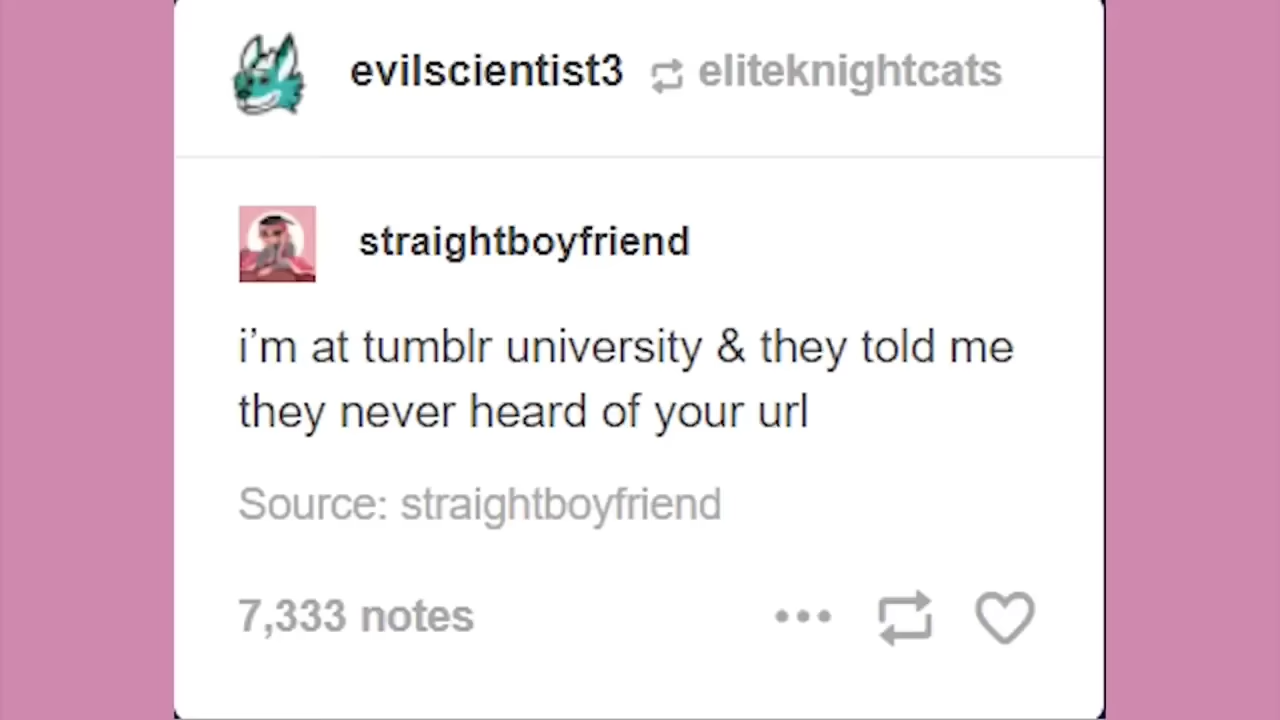 evilscientist3 eliteknightcats
straightboyfriend
i’m at tumblr university & they told me
they never heard of your url
Source: straightboyfriend
7,333 notes